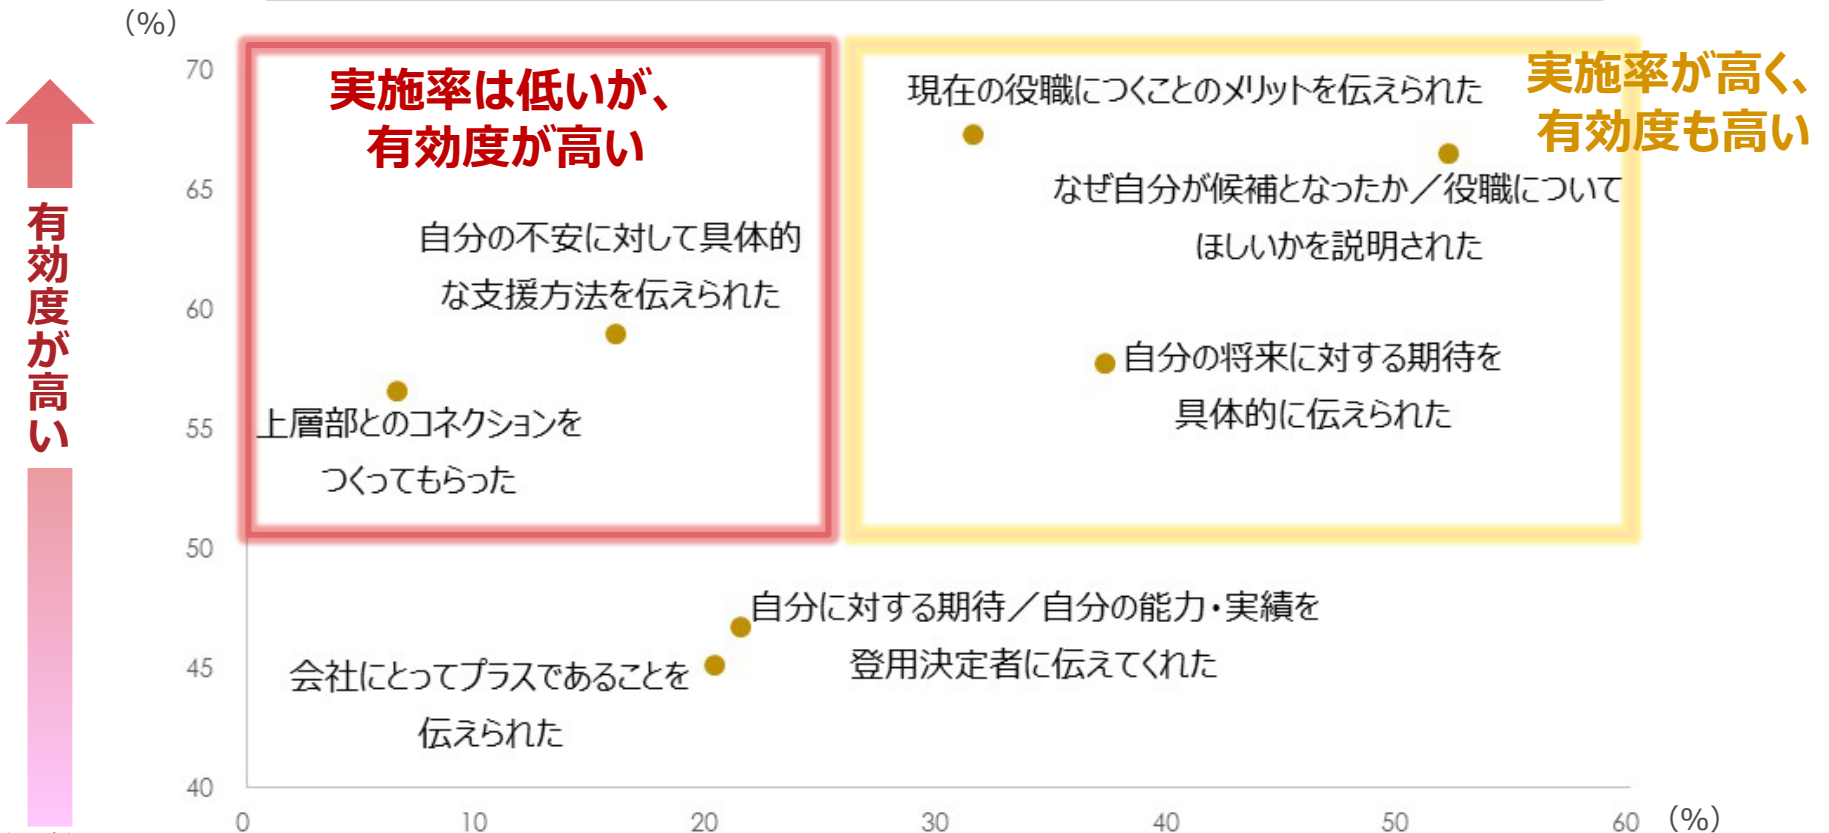 （%）
70
65
60
55
50
45
40
0
10
20
30
40
50
60
（%）
有効度が高い
実施率は低いが、
有効度が高い
実施率が高く、
有効度も高い
現在の役職につくことのメリットを伝えられた
なぜ自分が候補となったか／役職について
ほしいかを説明された
自分の不安に対して具体的
な支援方法を伝えられた
自分の将来に対する期待を
具体的に伝えられた
上層部とのコネクションを
つくってもらった
自分に対する期待／自分の能力・実績を
登用決定者に伝えてくれた
会社にとってプラスであることを
伝えられた